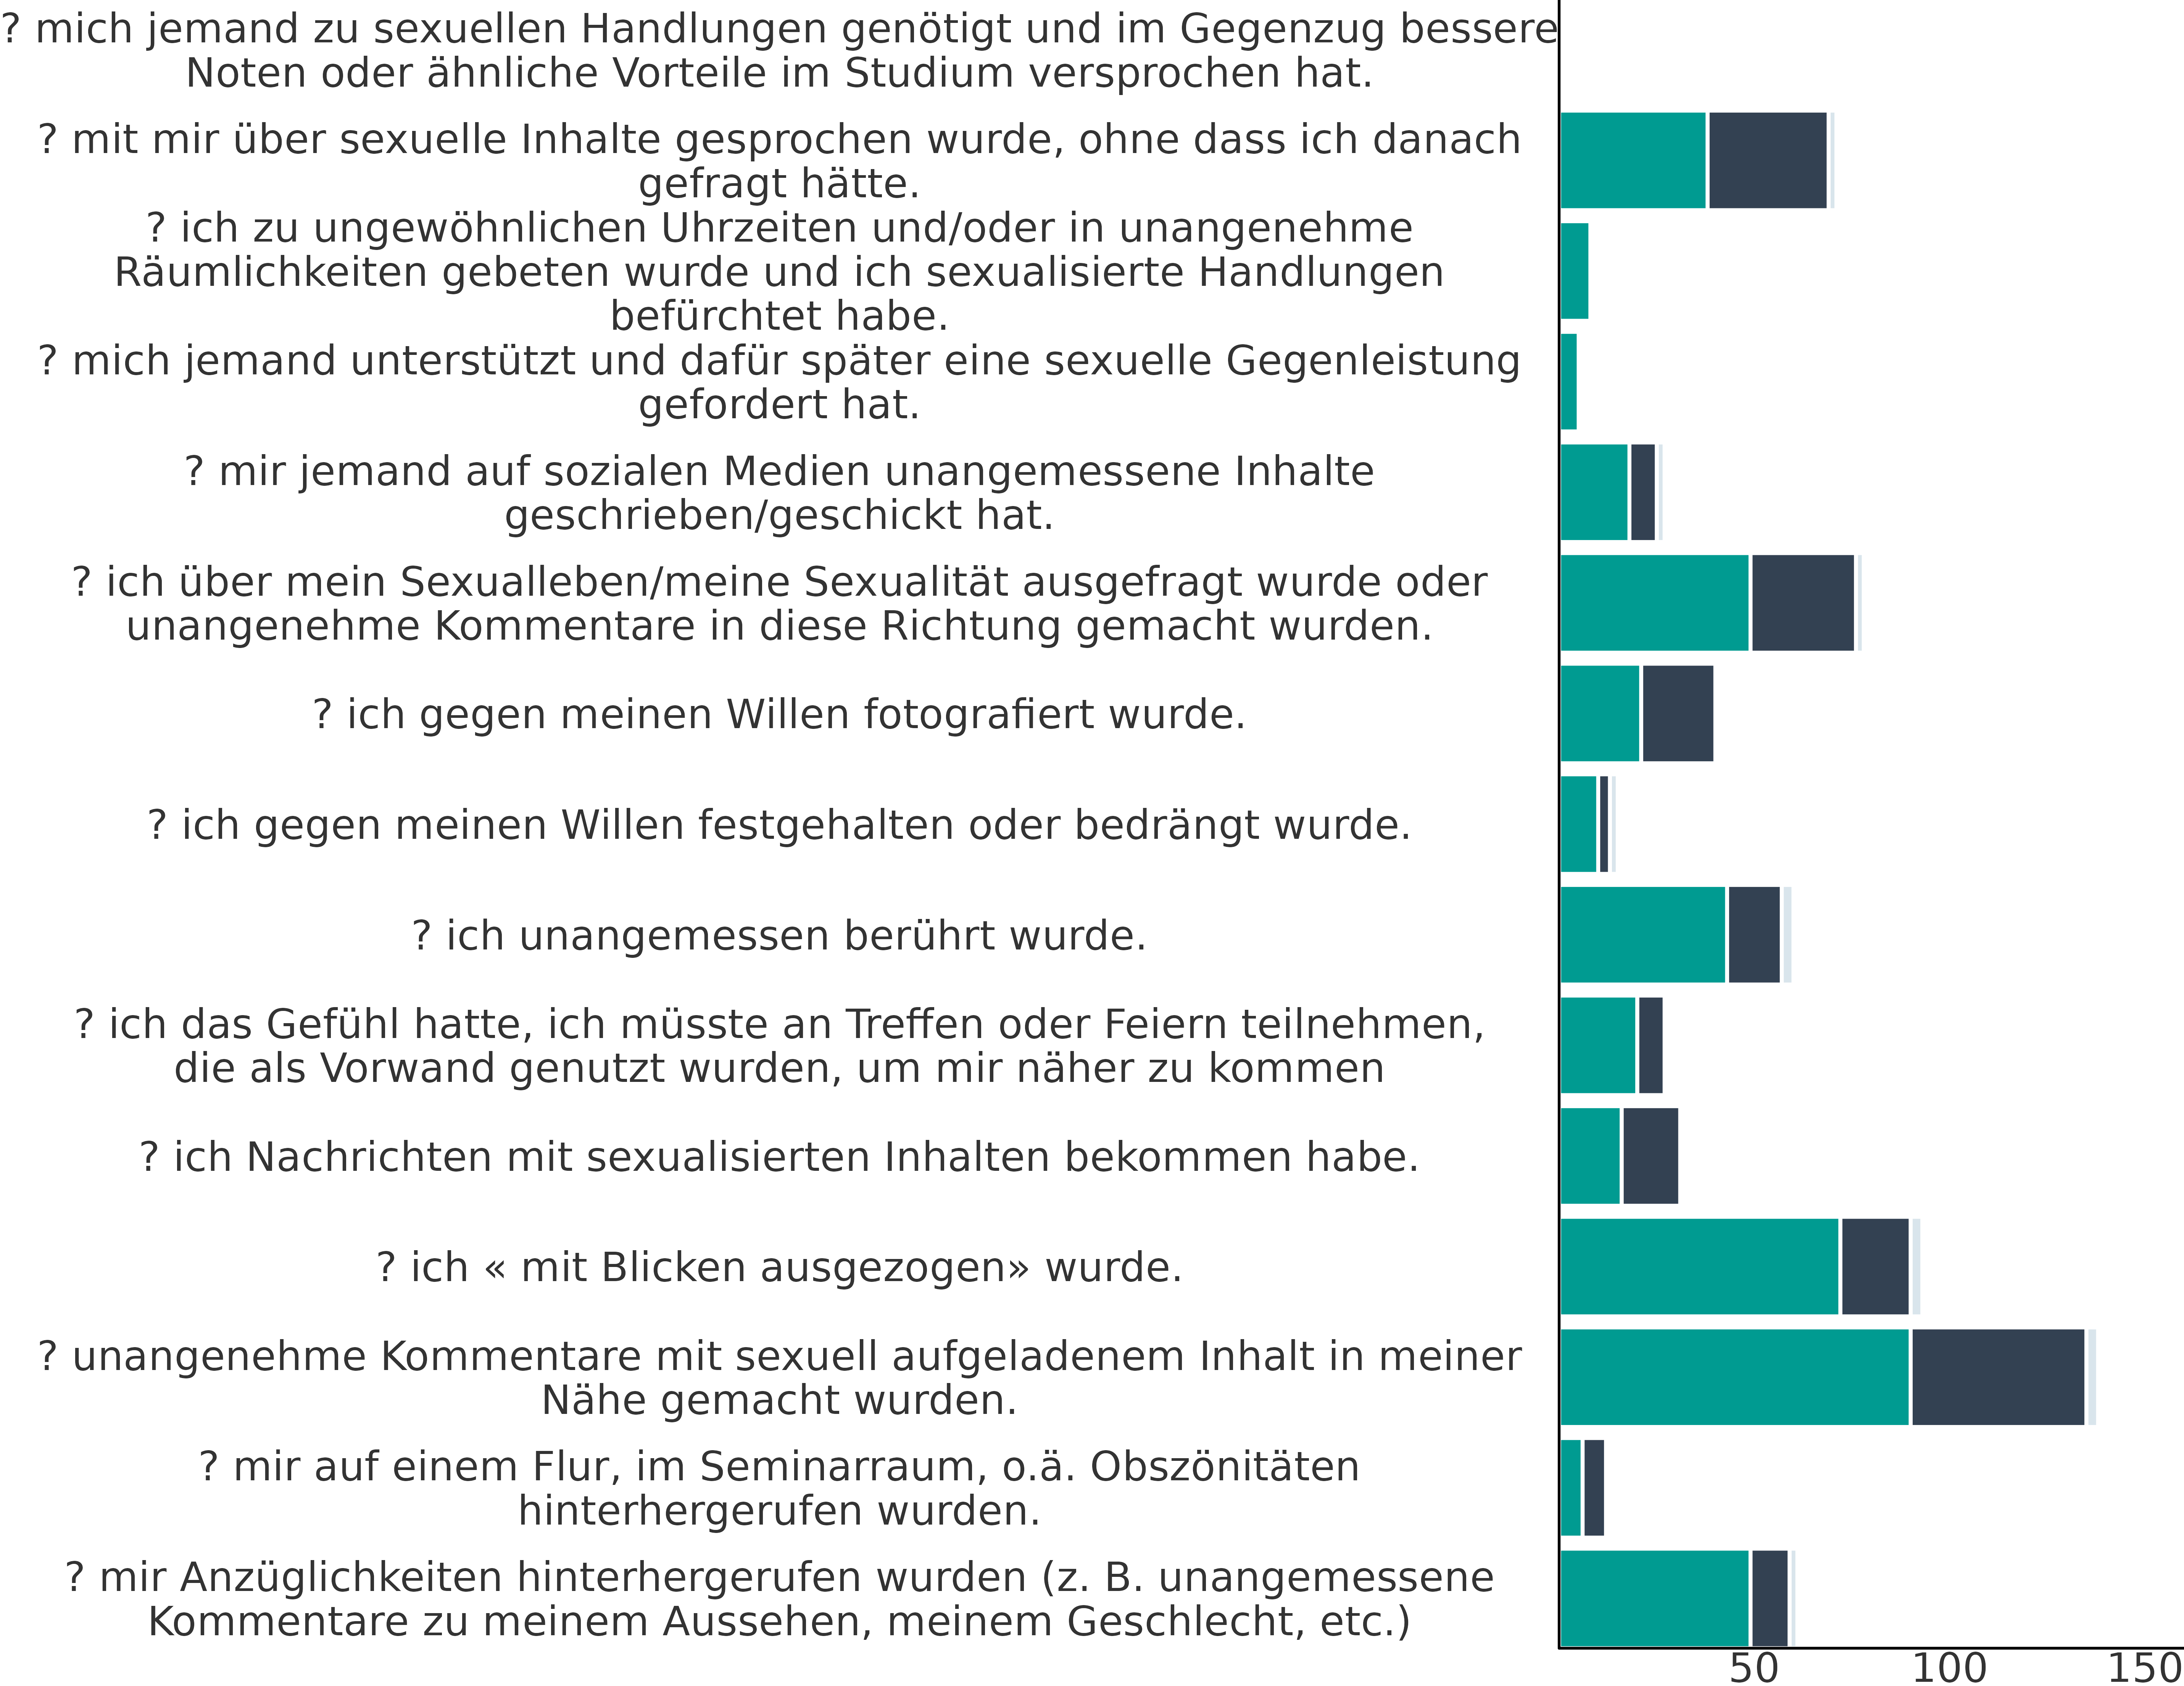 ? mich jemand zu sexuellen Handlungen genötigt und im Gegenzug bessere
Noten oder ähnliche Vorteile im Studium versprochen hat.
? mit mir über sexuelle Inhalte gesprochen wurde, ohne dass ich danach
gefragt hätte.
? ich zu ungewöhnlichen Uhrzeiten und/oder in unangenehme
Räumlichkeiten gebeten wurde und ich sexualisierte Handlungen
befürchtet habe.
? mich jemand unterstützt und dafür später eine sexuelle Gegenleistung
gefordert hat.
? mir jemand auf sozialen Medien unangemessene Inhalte
geschrieben/geschickt hat.
? ich über mein Sexualleben/meine Sexualität ausgefragt wurde oder
unangenehme Kommentare in diese Richtung gemacht wurden.
? ich gegen meinen Willen fotografiert wurde.
? ich gegen meinen Willen festgehalten oder bedrängt wurde.
? ich unangemessen berührt wurde.
? ich das Gefühl hatte, ich müsste an Treffen oder Feiern teilnehmen,
die als Vorwand genutzt wurden, um mir näher zu kommen
? ich Nachrichten mit sexualisierten Inhalten bekommen habe.
? ich « mit Blicken ausgezogen» wurde.
? unangenehme Kommentare mit sexuell aufgeladenem Inhalt in meiner
Nähe gemacht wurden.
? mir auf einem Flur, im Seminarraum, o.ä. Obszönitäten
hinterhergerufen wurden.
? mir Anzüglichkeiten hinterhergerufen wurden (z. B. unangemessene
Kommentare zu meinem Aussehen, meinem Geschlecht, etc.)
50 100 150